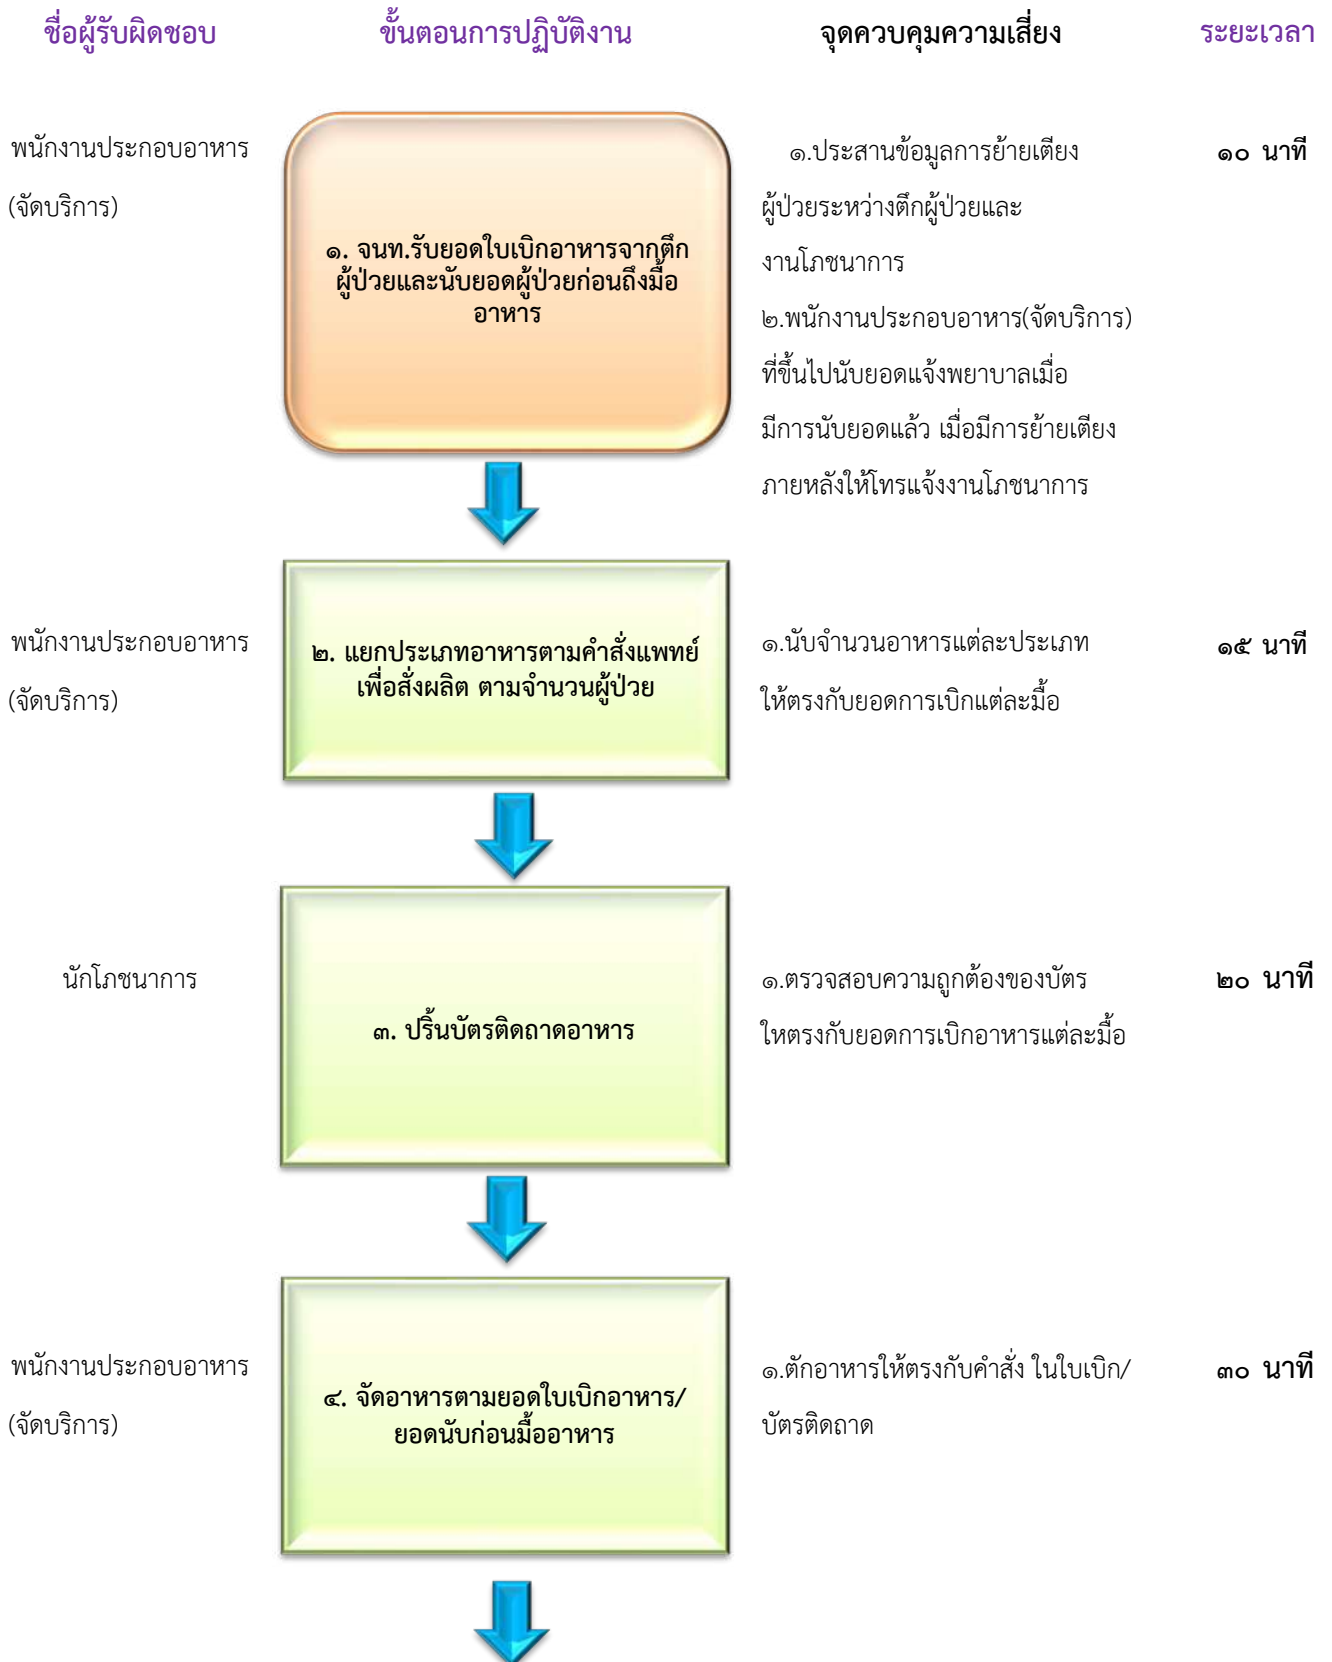 ชื่อผู้รับผิดชอบ ขั้นตอนการปฏิบัติงาน จุดควบคุมความเสี่ยง ระยะเวลา
พนักงานประกอบอาหาร
(จัดบริการ)
๑. จนท.รับยอดใบเบิกอาหารจากตึก
ผู้ป่วยและนับยอดผู้ป่วยก่อนถึงมื้อ
อาหาร
๑.ประสานข้อมูลการย้ายเตียง
ผู้ป่วยระหว่างตึกผู้ป่วยและ
งานโภชนาการ
๒.พนักงานประกอบอาหาร(จัดบริการ)
ที่ขึ้นไปนับยอดแจ้งพยาบาลเมื่อ
มีการนับยอดแล้ว เมื่อมีการย้ายเตียง
ภายหลังให้โทรแจ้งงานโภชนาการ
๑๐ นาที
พนักงานประกอบอาหาร
(จัดบริการ)
๒. แยกประเภทอาหารตามคำสั่งแพทย์
เพื่อสั่งผลิต ตามจำนวนผู้ป่วย
๑.นับจำนวนอาหารแต่ละประเภท
ให้ตรงกับยอดการเบิกแต่ละมื้อ
๑๕ นาที
นักโภชนาการ
๓. ปริ้นบัตรติดถาดอาหาร
๑.ตรวจสอบความถูกต้องของบัตร
ใหตรงกับยอดการเบิกอาหารแต่ละมื้อ
๒๐ นาที
พนักงานประกอบอาหาร
(จัดบริการ)
๔. จัดอาหารตามยอดใบเบิกอาหาร/
ยอดนับก่อนมื้ออาหาร
๑.ตักอาหารให้ตรงกับคำสั่ง ในใบเบิก/
บัตรติดถาด
๓๐ นาที